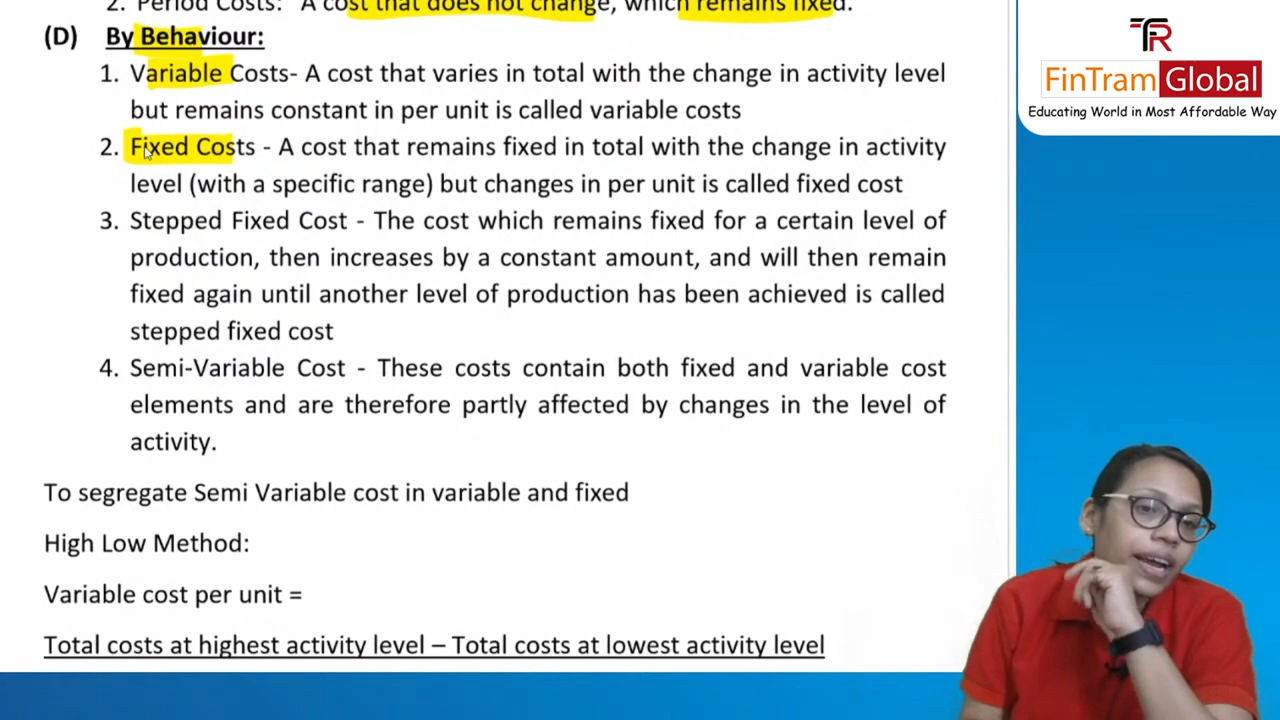 2. Period Costs: A cost that does not change, which remains fixed.
(D) By Behaviour:
1. Variable Costs- A cost that varies in total with the change in activity level
but remains constant in per unit is called variable costs
2. Fixed Costs - A cost that remains fixed in total with the change in activity
level (with a specific range) but changes in per unit is called fixed cost
3. Stepped Fixed Cost - The cost which remains fixed for a certain level of
production, then increases by a constant amount, and will then remain
fixed again until another level of production has been achieved is called
stepped fixed cost
4. Semi-Variable Cost - These costs contain both fixed and variable cost
elements and are therefore partly affected by changes in the level of
activity.
To segregate Semi Variable cost in variable and fixed
High Low Method:
Variable cost per unit =
Total costs at highest activity level – Total costs at lowest activity level
TR
FinTram Global
Educating World in Most Affordable Way